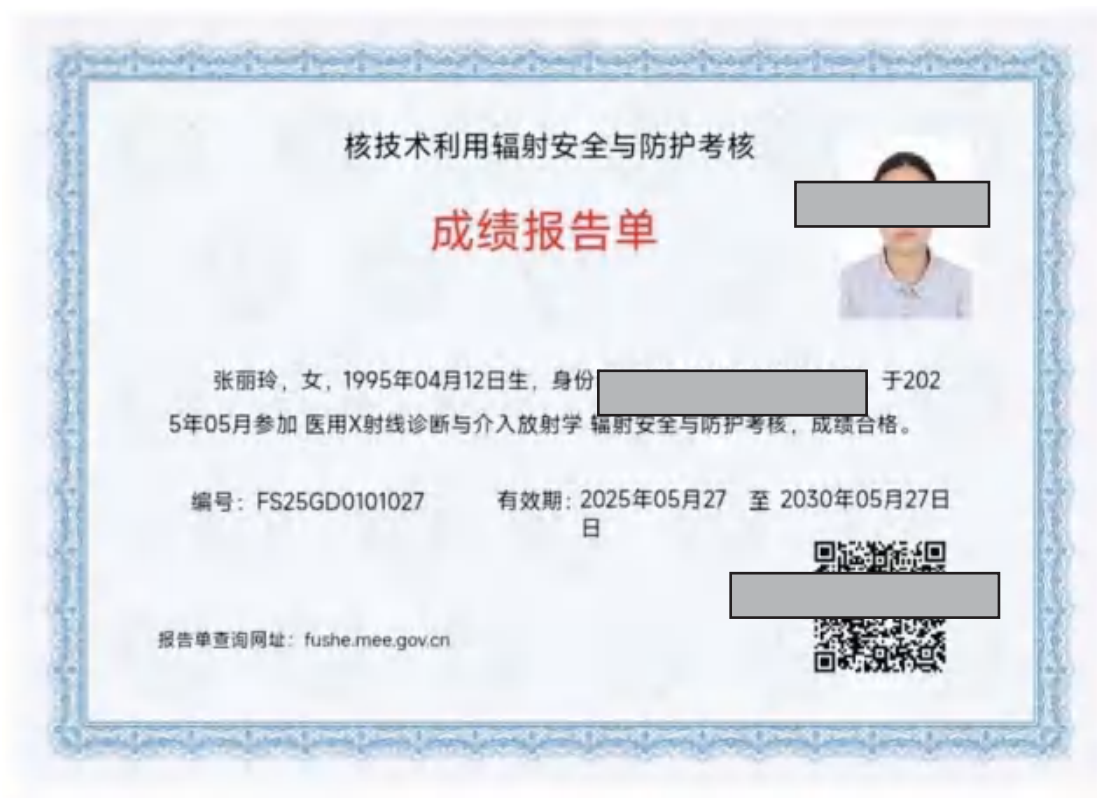 核技术利用辐射安全与防护考核
成绩报告单
张丽玲，女，1995年04月12日生，身份 于202
5年05月参加 医用X射线诊断与介入放射学 辐射安全与防护考核，成绩合格。
编号：FS25GD0101027 有效期：2025年05月27 至 2030年05月27日
日
报告单查询网址：fushe.mee.gov.cn